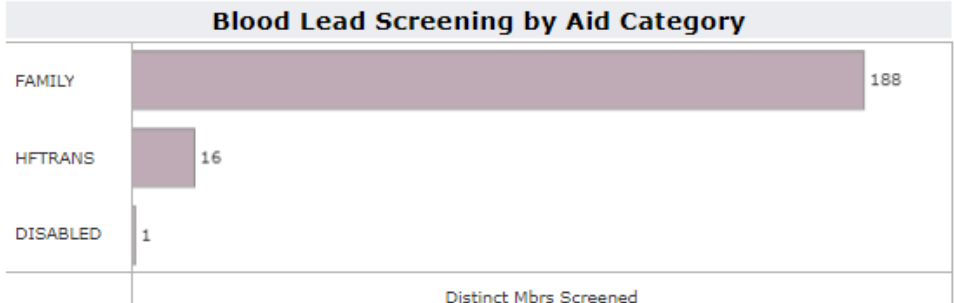 Blood Lead Screening by Aid Category
FAMILY 188
HFTRANS 16
DISABLED 1
Distinct Mbrs Screened